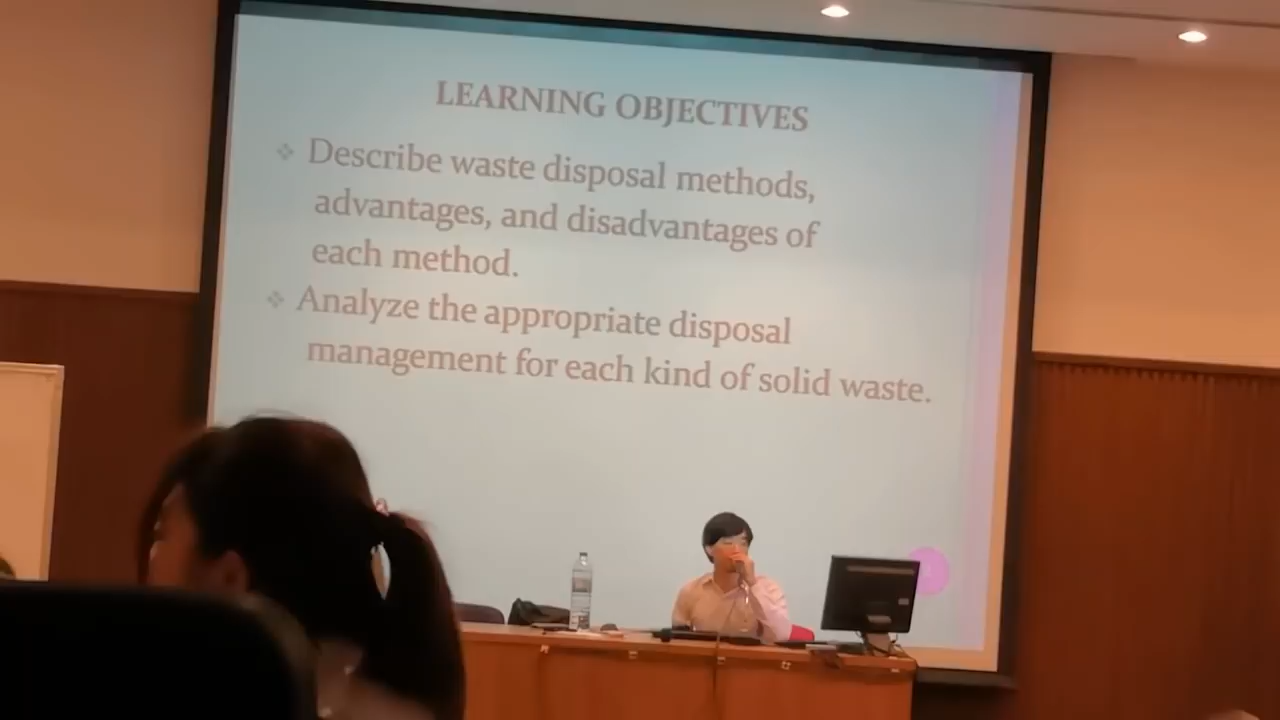 LEARNING OBJECTIVES
❖ Describe waste disposal methods,
advantages, and disadvantages of
each method.
❖ Analyze the appropriate disposal
management for each kind of solid waste.